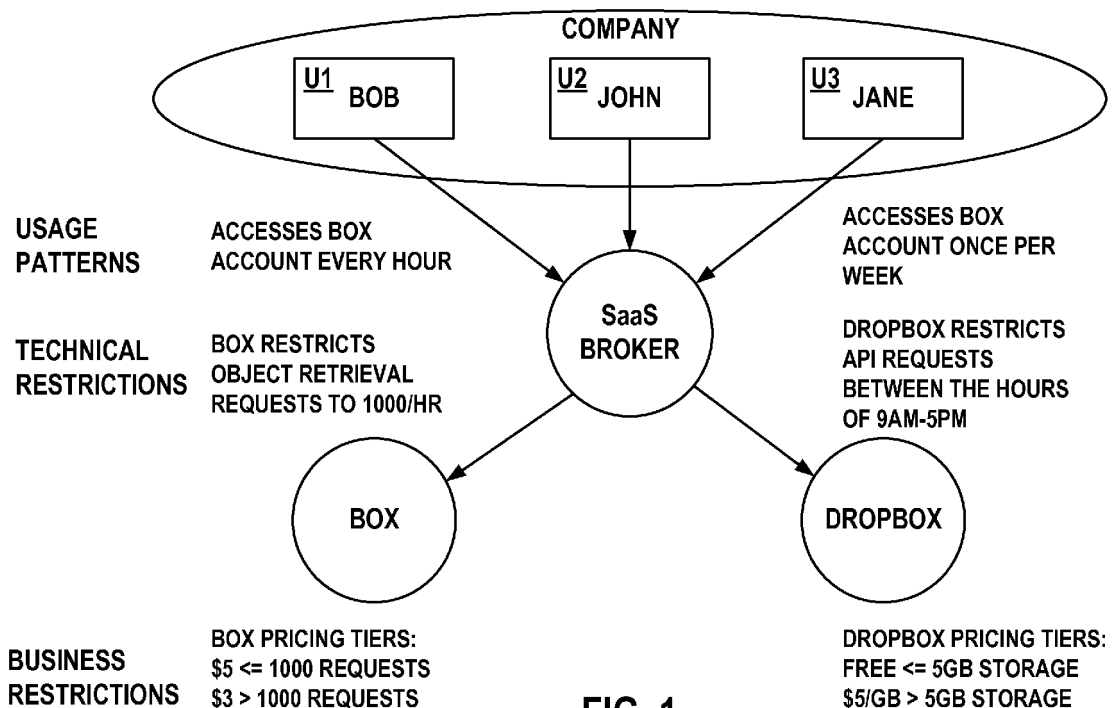 COMPANY
U1 BOB
U2 JOHN
U3 JANE
USAGE
PATTERNS
ACCESSES BOX
ACCOUNT EVERY HOUR
ACCESSES BOX
ACCOUNT ONCE PER
WEEK
SaaS
BROKER
TECHNICAL
RESTRICTIONS
BOX RESTRICTS
OBJECT RETRIEVAL
REQUESTS TO 1000/HR
DROPBOX RESTRICTS
API REQUESTS
BETWEEN THE HOURS
OF 9AM-5PM
BOX
DROPBOX
BUSINESS
RESTRICTIONS
BOX PRICING TIERS:
$5 <= 1000 REQUESTS
$3 > 1000 REQUESTS
DROPBOX PRICING TIERS:
FREE <= 5GB STORAGE
$5/GB > 5GB STORAGE
FIG. 1